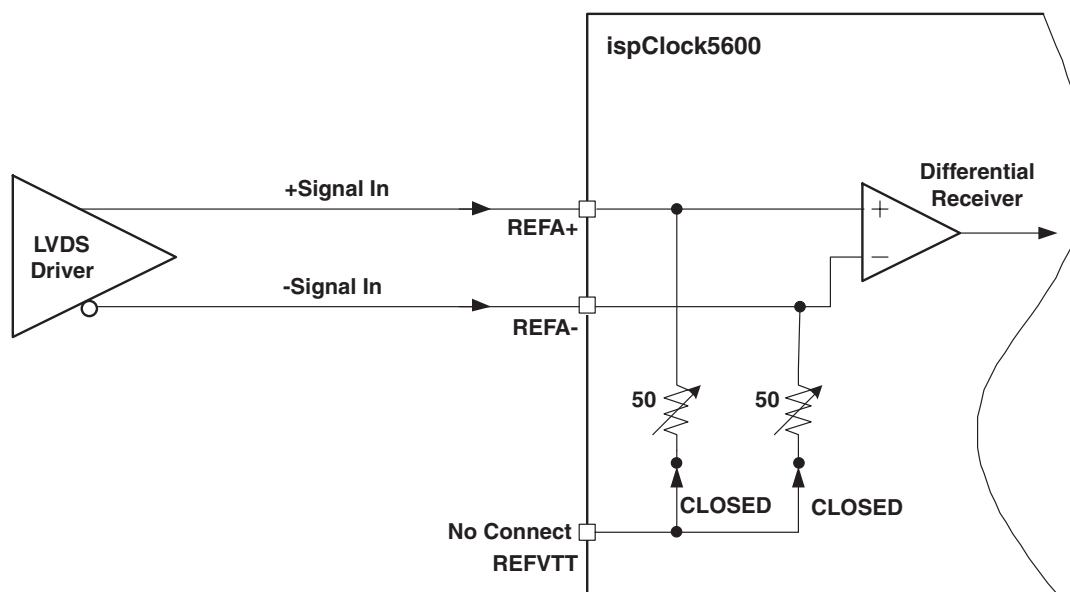 ispClock5600
+Signal In
REFA+
LVDS
Driver
-Signal In
REFA-
Differential
Receiver
+
−
50
50
CLOSED
CLOSED
No Connect
REFVTT